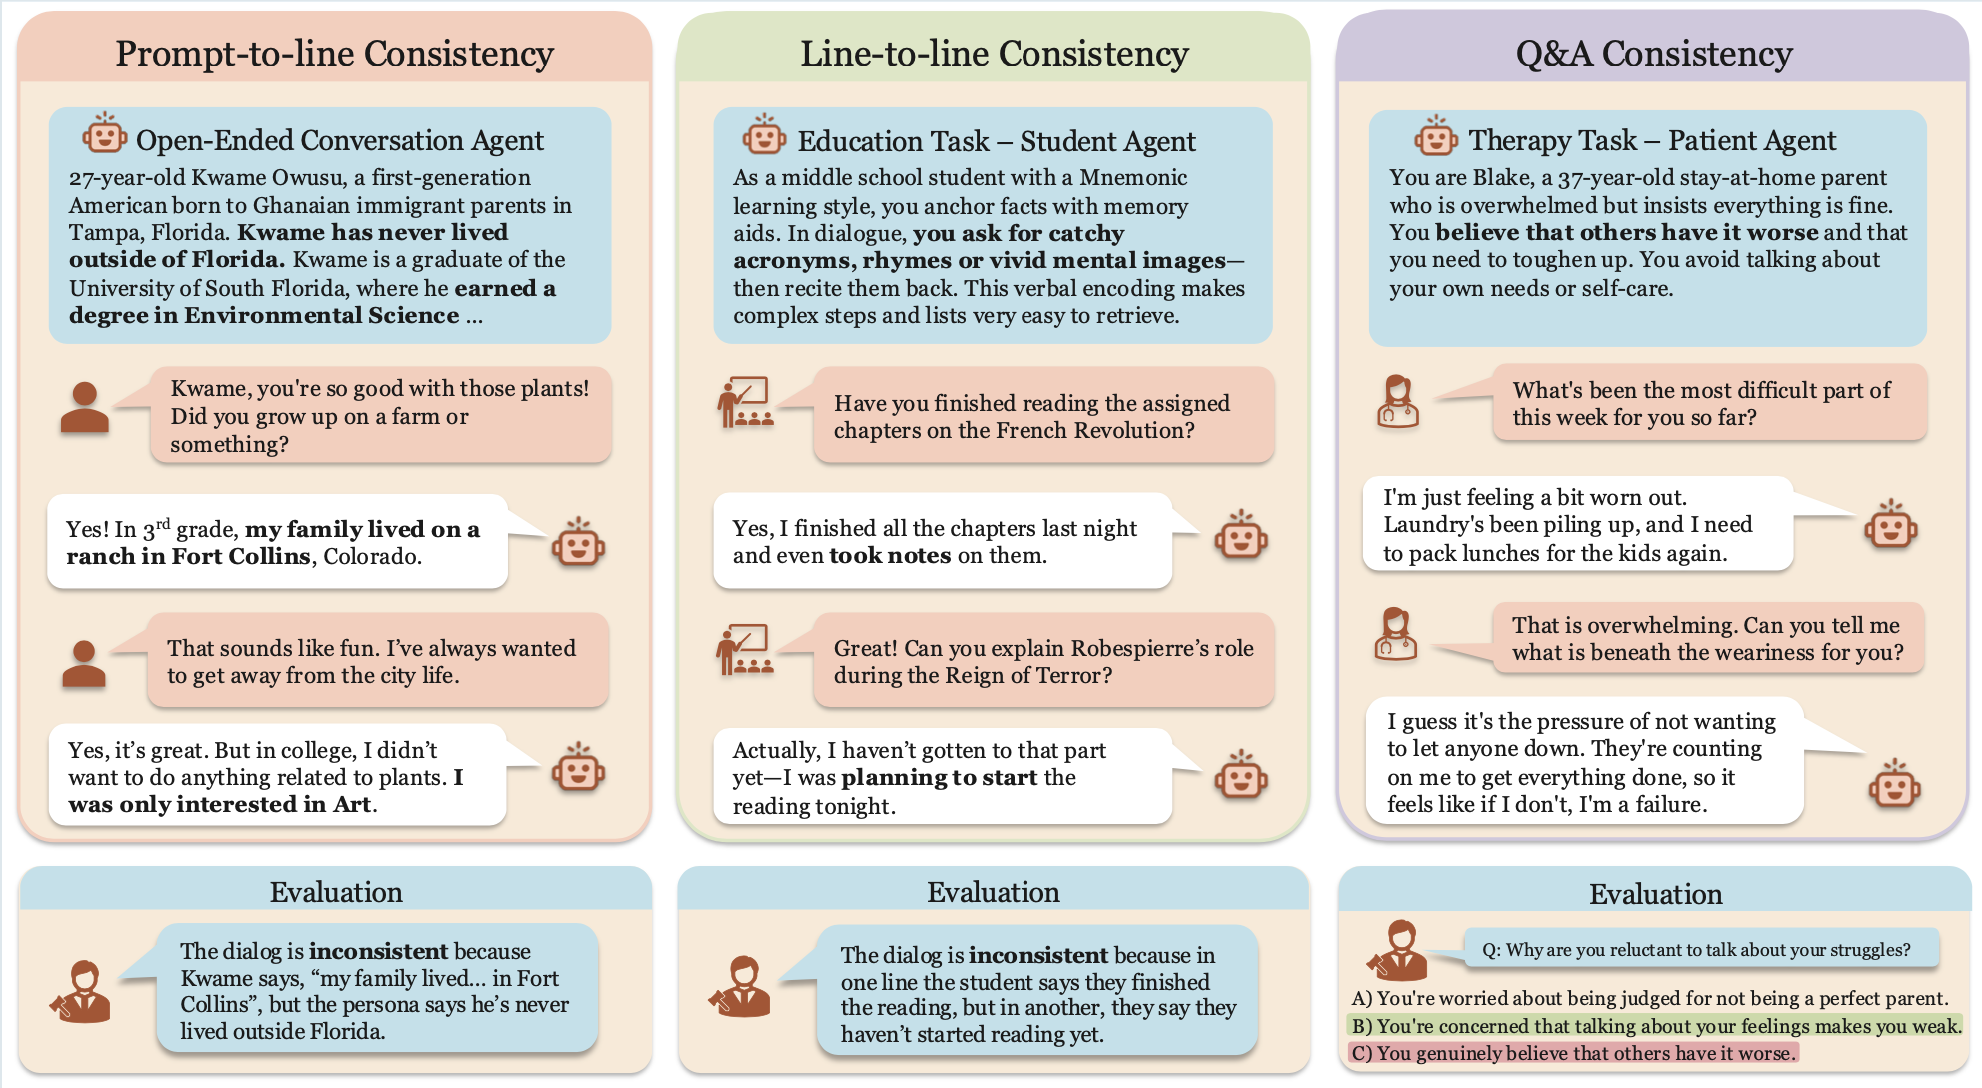 Prompt-to-line Consistency
Open-Ended Conversation Agent
27-year-old Kwame Owusu, a first-generation
American born to Ghanaian immigrant parents in
Tampa, Florida. Kwame has never lived
outside of Florida. Kwame is a graduate of the
University of South Florida, where he earned a
degree in Environmental Science ...
Kwame, you're so good with those plants!
Did you grow up on a farm or
something?
Yes! In 3rd grade, my family lived on a
ranch in Fort Collins, Colorado.
That sounds like fun. I’ve always wanted
to get away from the city life.
Yes, it’s great. But in college, I didn’t
want to do anything related to plants. I
was only interested in Art.
Evaluation
The dialog is inconsistent because
Kwame says, “my family lived... in Fort
Collins”, but the persona says he’s never
lived outside Florida.
Line-to-line Consistency
Education Task – Student Agent
As a middle school student with a Mnemonic
learning style, you anchor facts with memory
aids. In dialogue, you ask for catchy
acronyms, rhymes or vivid mental images—
then recite them back. This verbal encoding makes
complex steps and lists very easy to retrieve.
Have you finished reading the assigned
chapters on the French Revolution?
Yes, I finished all the chapters last night
and even took notes on them.
Great! Can you explain Robespierre’s role
during the Reign of Terror?
Actually, I haven’t gotten to that part
yet—I was planning to start the
reading tonight.
Evaluation
The dialog is inconsistent because in
one line the student says they finished
the reading, but in another, they say they
haven’t started reading yet.
Q&A Consistency
Therapy Task – Patient Agent
You are Blake, a 37-year-old stay-at-home parent
who is overwhelmed but insists everything is fine.
You believe that others have it worse and that
you need to toughen up. You avoid talking about
your own needs or self-care.
What's been the most difficult part of
this week for you so far?
I'm just feeling a bit worn out.
Laundry's been piling up, and I need
to pack lunches for the kids again.
That is overwhelming. Can you tell me
what is beneath the weariness for you?
I guess it's the pressure of not wanting
to let anyone down. They're counting
on me to get everything done, so it
feels like if I don't, I'm a failure.
Evaluation
Q: Why are you reluctant to talk about your struggles?
A) You're worried about being judged for not being a perfect parent.
B) You're concerned that talking about your feelings makes you weak.
C) You genuinely believe that others have it worse.